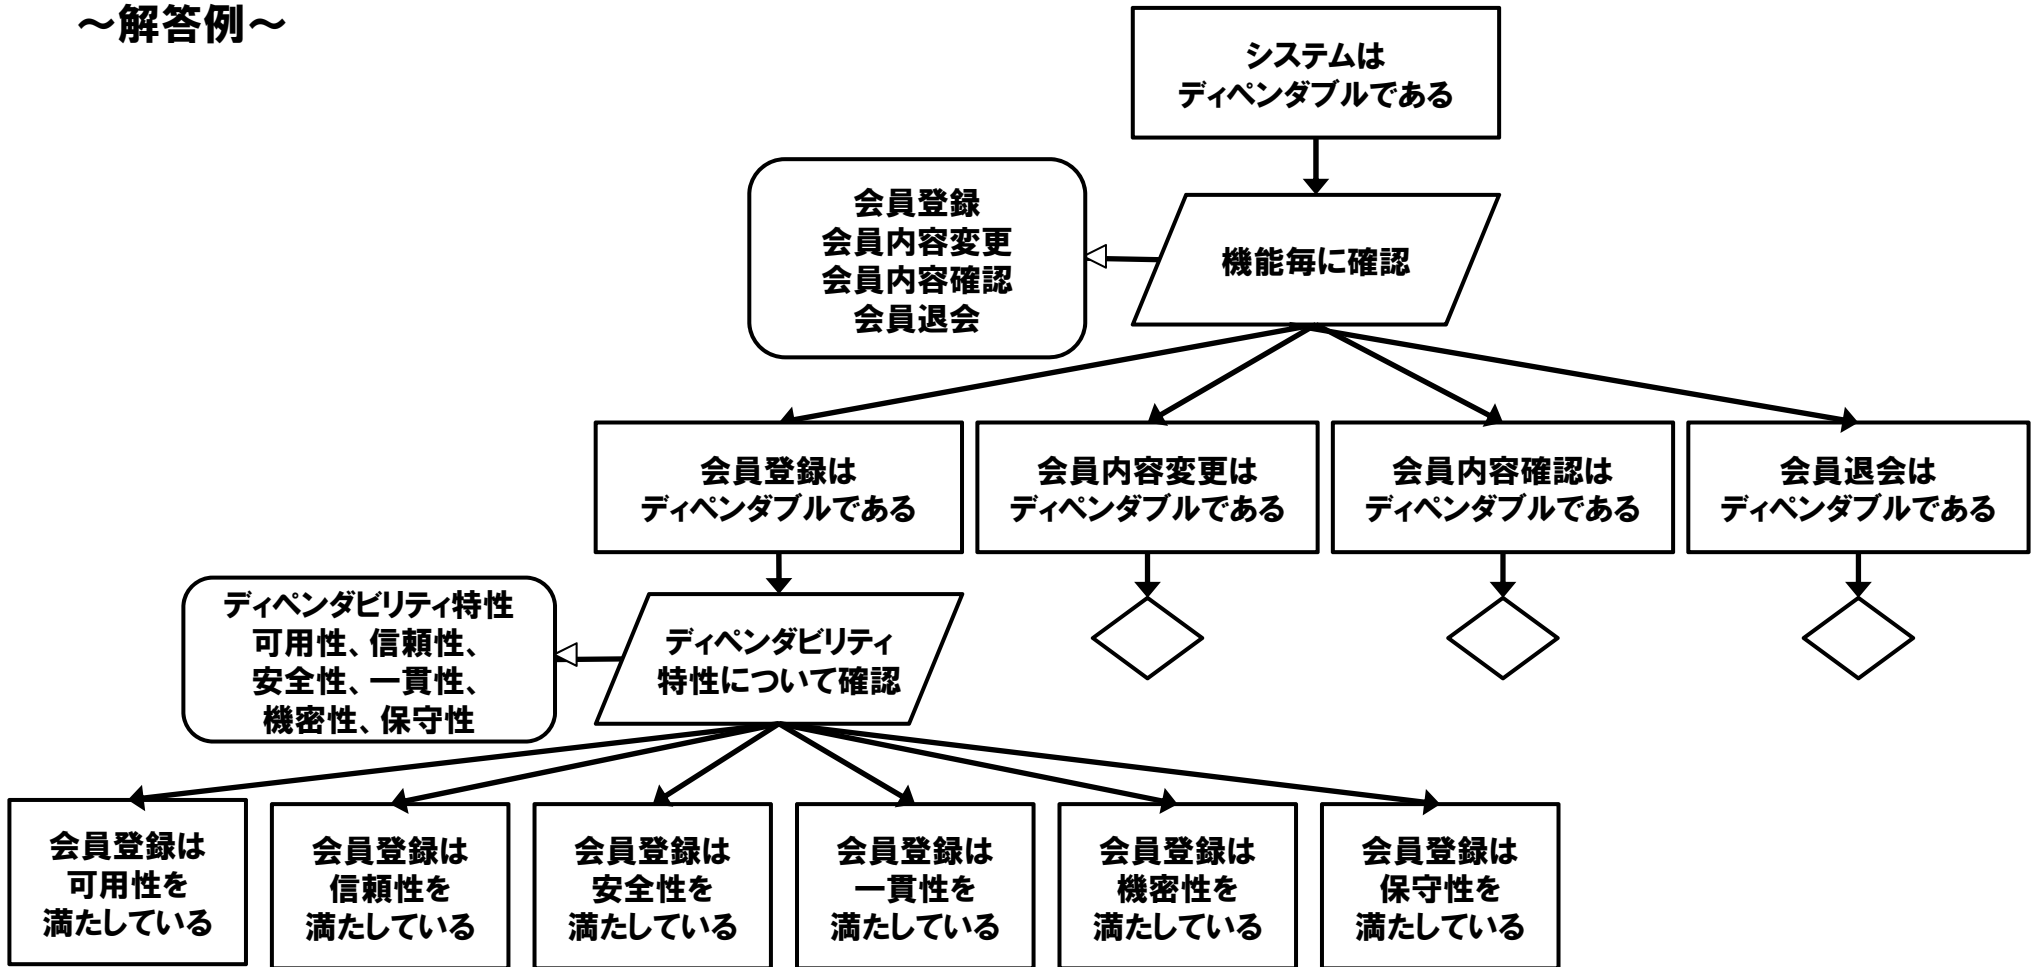 ～解答例～
システムは
ディペンダブルである
会員登録
会員内容変更
会員内容確認
会員退会
機能毎に確認
会員登録は
ディペンダブルである
会員内容変更は
ディペンダブルである
会員内容確認は
ディペンダブルである
会員退会は
ディペンダブルである
ディペンダビリティ特性
可用性、信頼性、
安全性、一貫性、
機密性、保守性
ディペンダビリティ
特性について確認
会員登録は
可用性を
満たしている
会員登録は
信頼性を
満たしている
会員登録は
安全性を
満たしている
会員登録は
一貫性を
満たしている
会員登録は
機密性を
満たしている
会員登録は
保守性を
満たしている